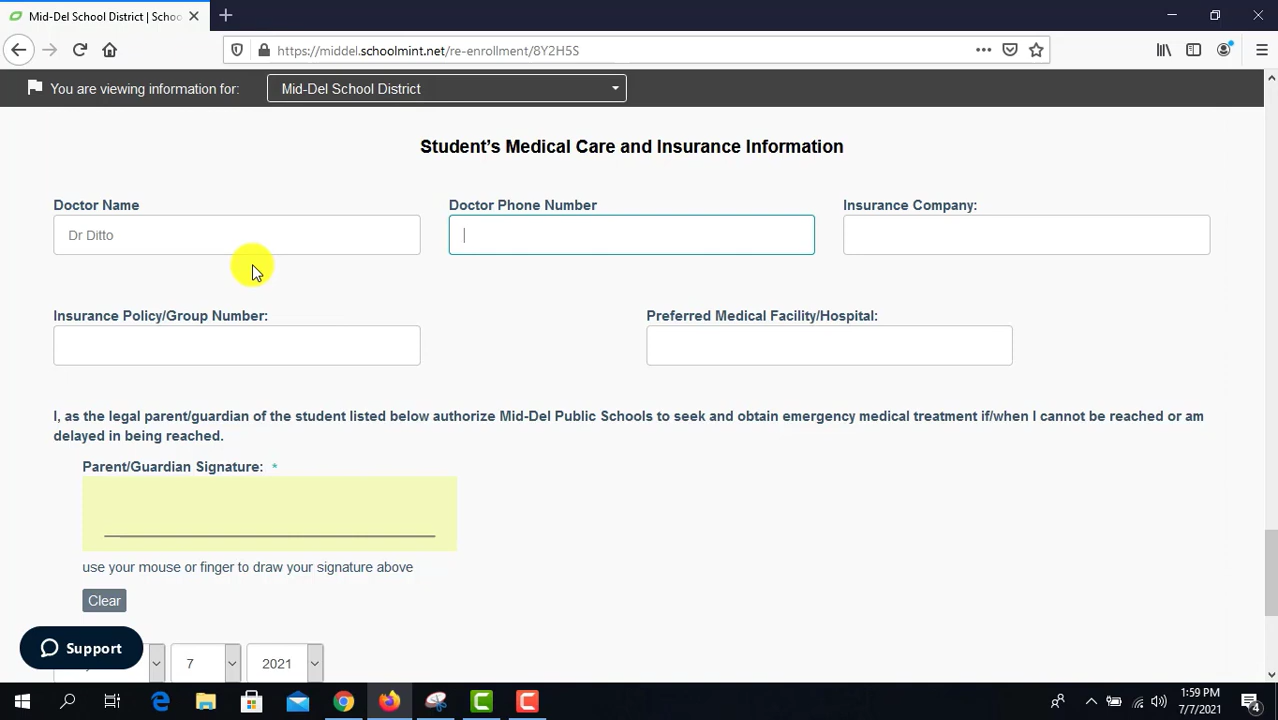 Mid-Del School District | Schoo
https://middel.schoolmint.net/re-enrollment/8Y2H5S
You are viewing information for:
Mid-Del School District
Student's Medical Care and Insurance Information
Doctor Name
Doctor Phone Number
Insurance Company:
Dr Ditto
Insurance Policy/Group Number:
Preferred Medical Facility/Hospital:
I, as the legal parent/guardian of the student listed below authorize Mid-Del Public Schools to seek and obtain emergency medical treatment if/when I cannot be reached or am
delayed in being reached.
Parent/Guardian Signature: *
use your mouse or finger to draw your signature above
Clear
Support
7
2021
1:59 PM
7/7/2021
4